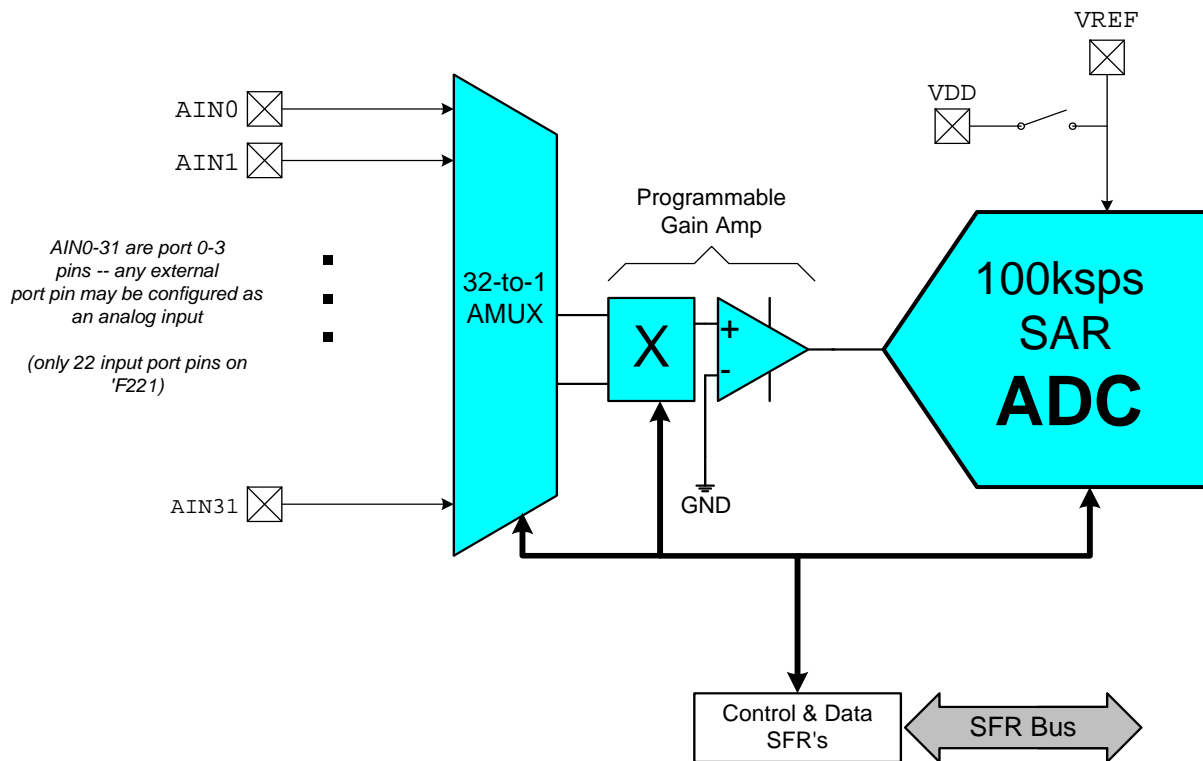 VREF
VDD
AIN0
AIN1
Programmable
Gain Amp
AIN0-31 are port 0-3
pins -- any external
port pin may be configured as
an analog input
(only 22 input port pins on
'F221)
32-to-1
AMUX
X
+
-
100ksps
SAR
ADC
AIN31
GND
Control & Data
SFR's
SFR Bus